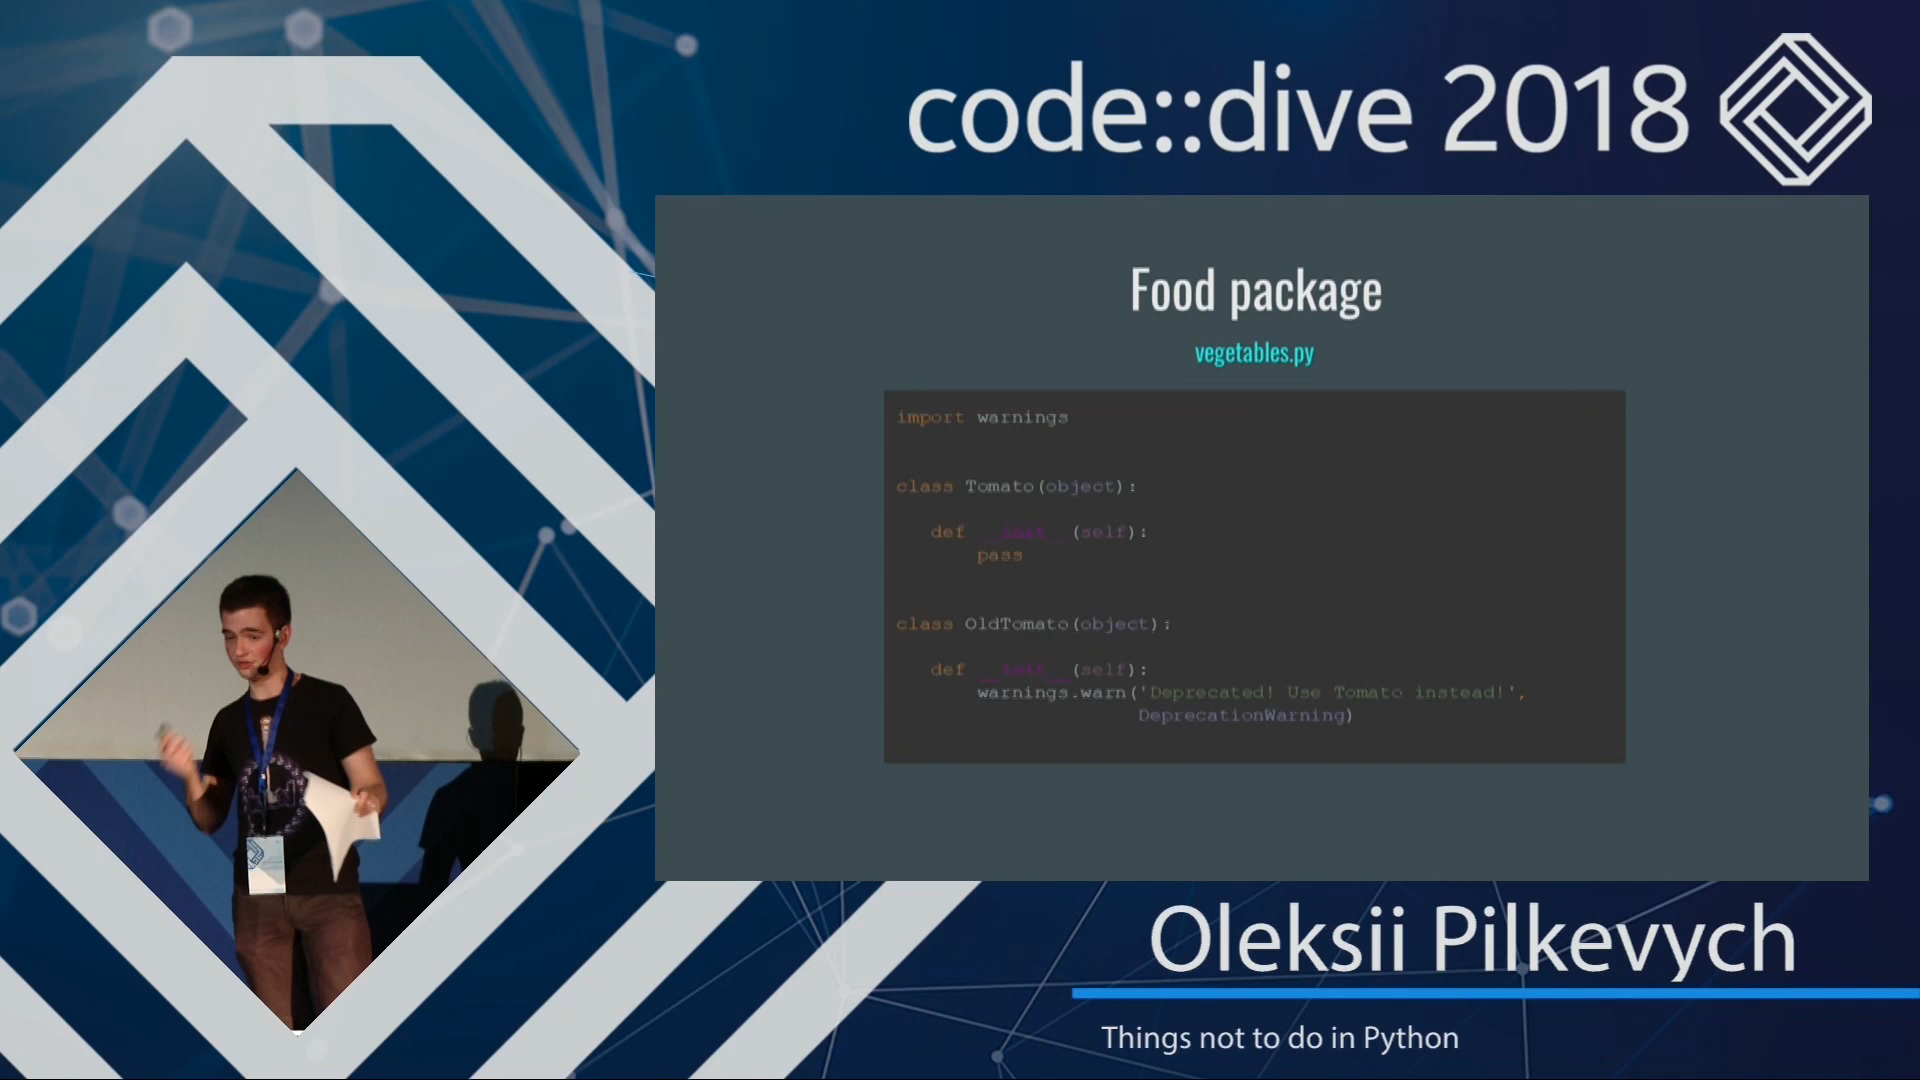 code::dive 2018
Food package
vegetables.py
import warnings
class Tomato(object):
def __init__(self):
pass
class OldTomato(object):
def __init__(self):
warnings.warn('Deprecated! Use Tomato instead!',
DeprecationWarning)
Oleksii Pilkevych
Things not to do in Python